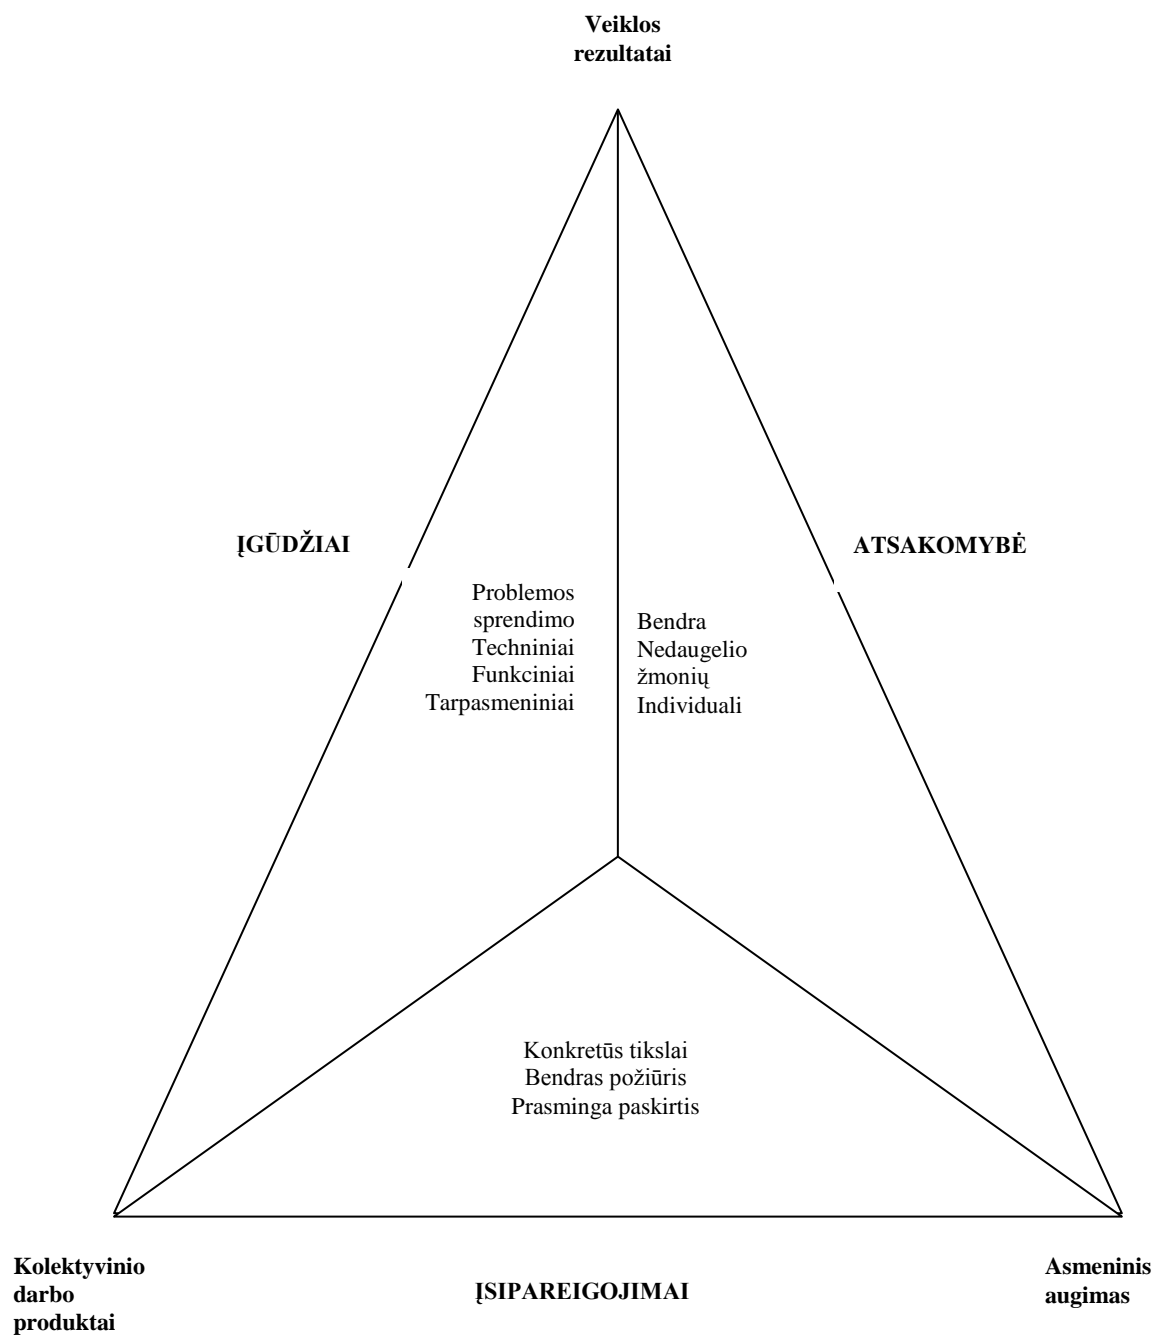 Veiklos
rezultatai
ĮGŪDŽIAI
ATSAKOMYBĖ
Problemos
sprendimo
Techniniai
Funkciniai
Tarpasmeniniai
Bendra
Nedaugelio
žmonių
Individuali
Konkretūs tikslai
Bendras požiūris
Prasminga paskirtis
Kolektyvinio
darbo
produktai
ĮSIPAREIGOJIMAI
Asmeninis
augimas